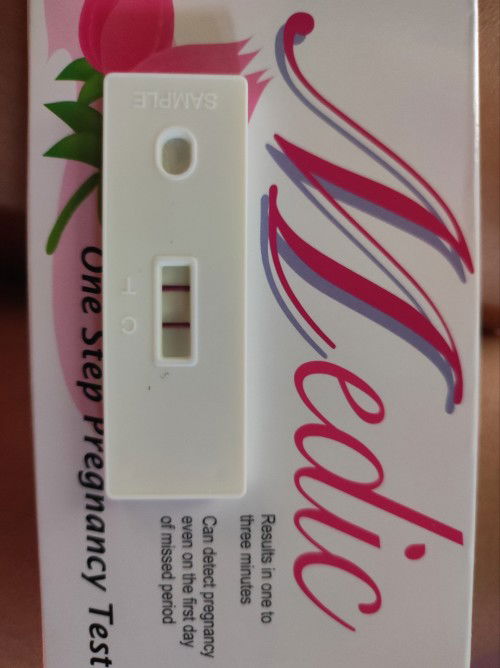 Medic
One Step Pregnancy Test
Results in one to
three minutes
Can detect pregnancy
even on the first day
of missed period
SAMPLE
T
C